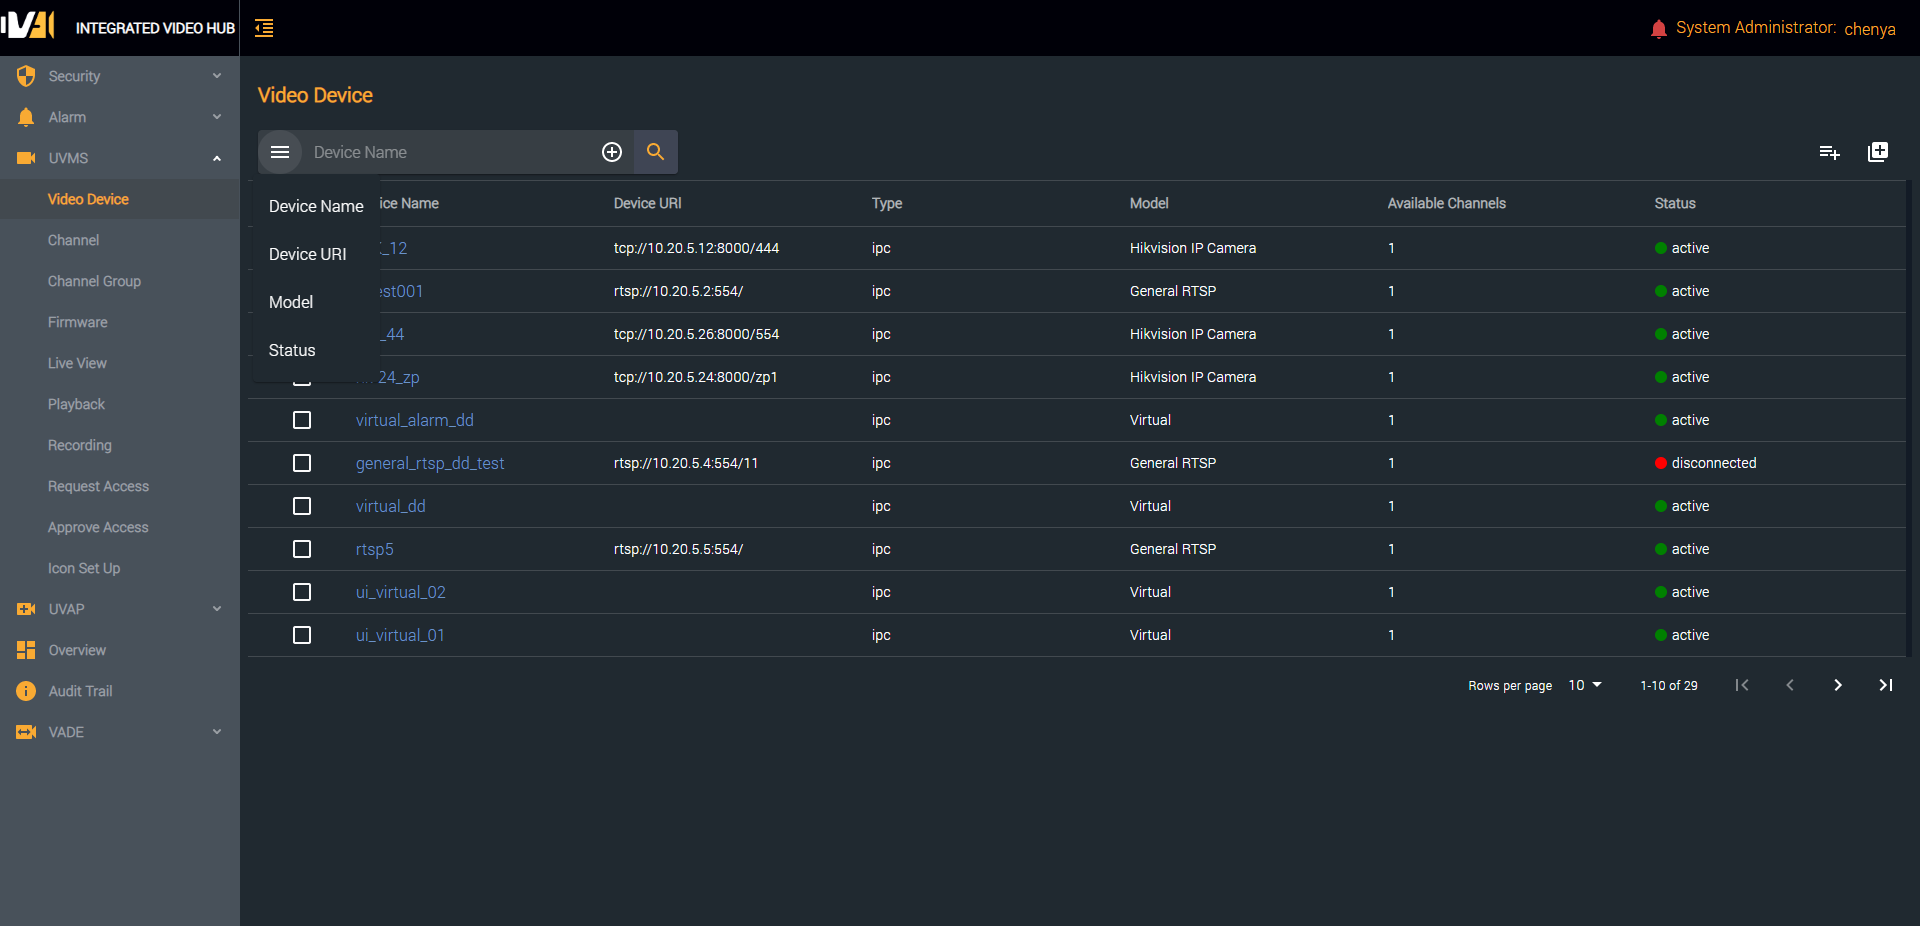 IVH INTEGRATED VIDEO HUB
System Administrator: chenya
Security
Alarm
UVMS
Video Device
Channel
Channel Group
Firmware
Live View
Playback
Recording
Request Access
Approve Access
Icon Set Up
UVAP
Overview
Audit Trail
VADE
Video Device
Device Name
Device Name
Device URI
Model
Status
ice Name Device URI Type Model Available Channels Status
_12 tcp://10.20.5.12:8000/444 ipc Hikvision IP Camera 1 active
est001 rtsp://10.20.5.2:554/ ipc General RTSP 1 active
_44 tcp://10.20.5.26:8000/554 ipc Hikvision IP Camera 1 active
24_zp tcp://10.20.5.24:8000/zp1 ipc Hikvision IP Camera 1 active
virtual_alarm_dd ipc Virtual 1 active
general_rtsp_dd_test rtsp://10.20.5.4:554/11 ipc General RTSP 1 disconnected
virtual_dd ipc Virtual 1 active
rtsp5 rtsp://10.20.5.5:554/ ipc General RTSP 1 active
ui_virtual_02 ipc Virtual 1 active
ui_virtual_01 ipc Virtual 1 active
Rows per page 10 1-10 of 29